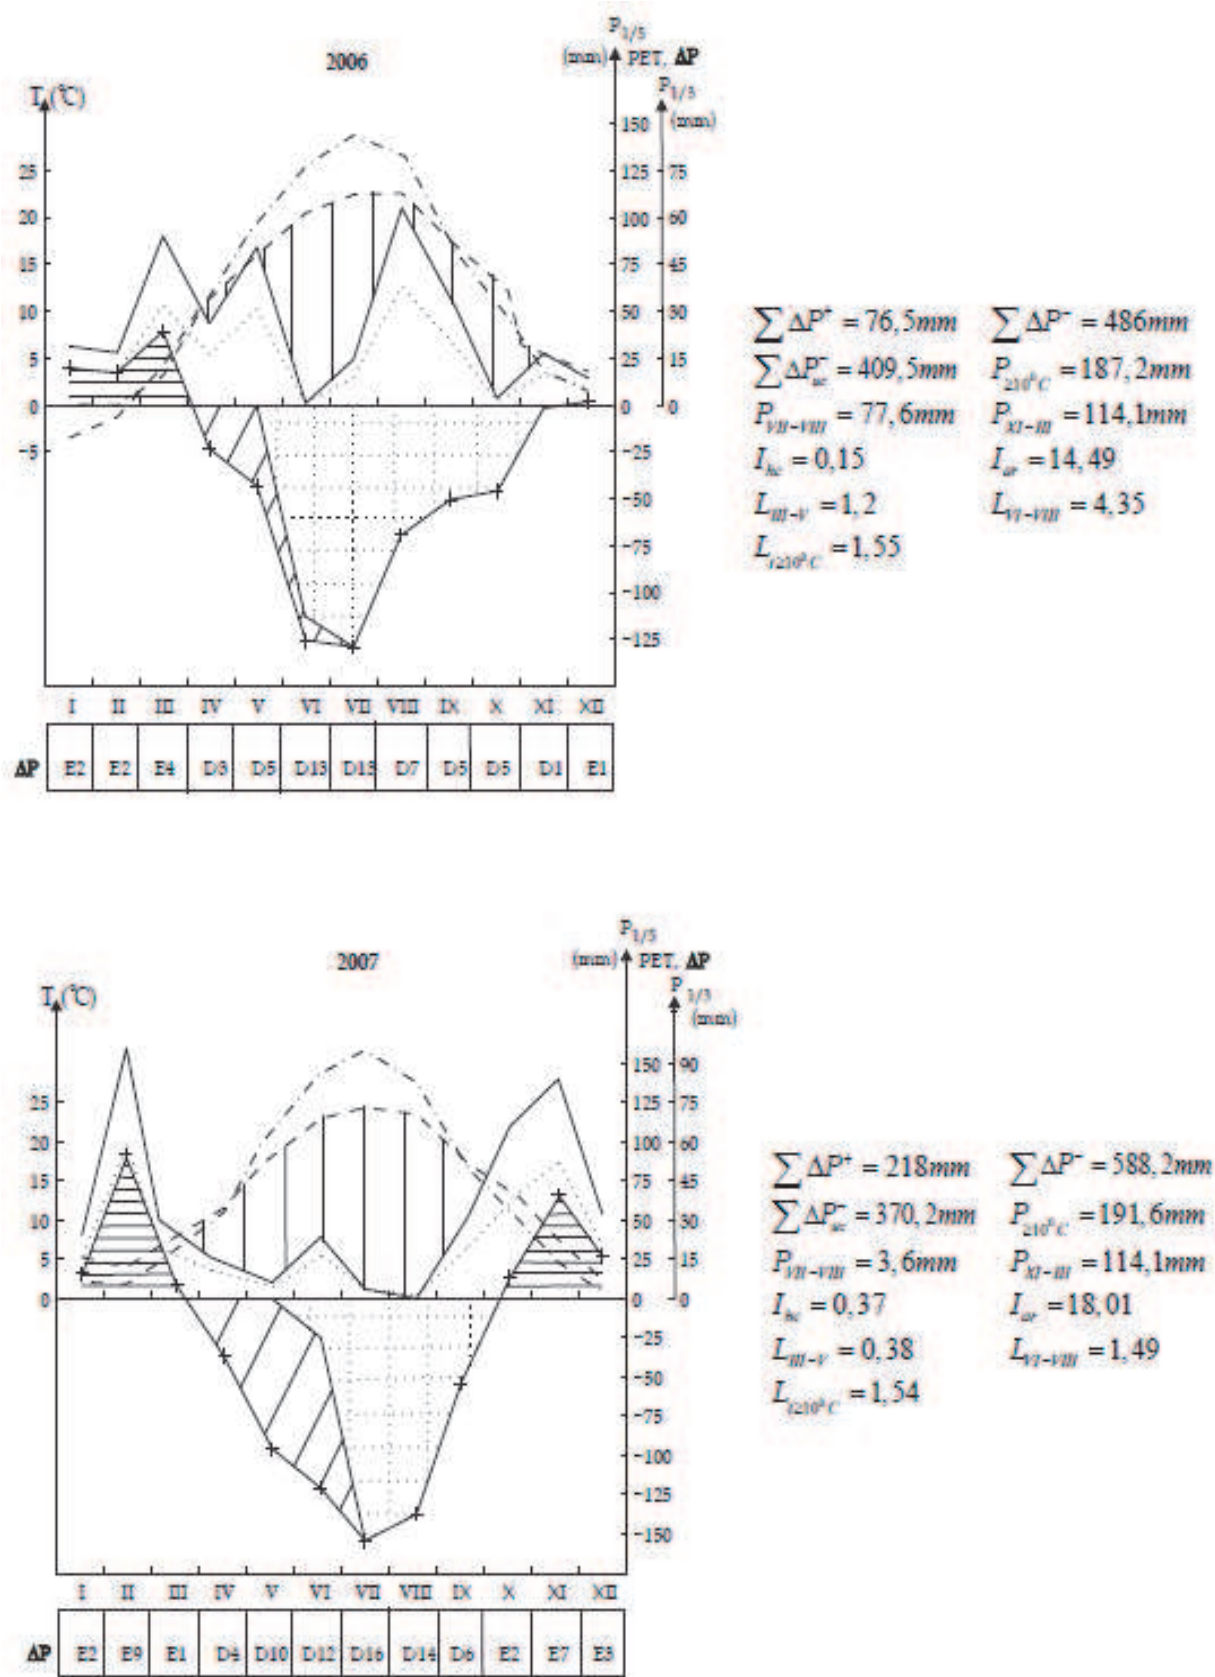 P1/5
2006
(mm) PET, ΔP
T (°C)
P1/3
(mm)
150
25 125 75
20 100 60
15 75 45
10 50 30
5 25 15
0 0 0
-5 -25
-50
-75
-100
-125
I II III IV V VI VII VIII IX X XI XII
ΔP E2 E2 E4 D3 D5 D13 D13 D7 D5 D5 D1 E1
∑ΔP⁺ = 76,5mm ∑ΔP⁻ = 486mm
∑ΔP⁻ac = 409,5mm P≥10°C = 187,2mm
PVII-VIII = 77,6mm PXI-III = 114,1mm
Ihc = 0,15 Iar = 14,49
LIII-V = 1,2 LVI-VIII = 4,35
Lt≥10°C = 1,55
P1/5
2007
(mm) PET, ΔP
T (°C)
P1/3
(mm)
150 90
25 125 75
20 100 60
15 75 45
10 50 30
5 25 15
0 0 0
-25
-50
-75
-100
-125
-150
I II III IV V VI VII VIII IX X XI XII
ΔP E2 E9 E1 D4 D10 D12 D16 D14 D6 E2 E7 E3
∑ΔP⁺ = 218mm ∑ΔP⁻ = 588,2mm
∑ΔP⁻ac = 370,2mm P≥10°C = 191,6mm
PVII-VIII = 3,6mm PXI-III = 114,1mm
Ihc = 0,37 Iar = 18,01
LIII-V = 0,38 LVI-VIII = 1,49
Lt≥10°C = 1,54